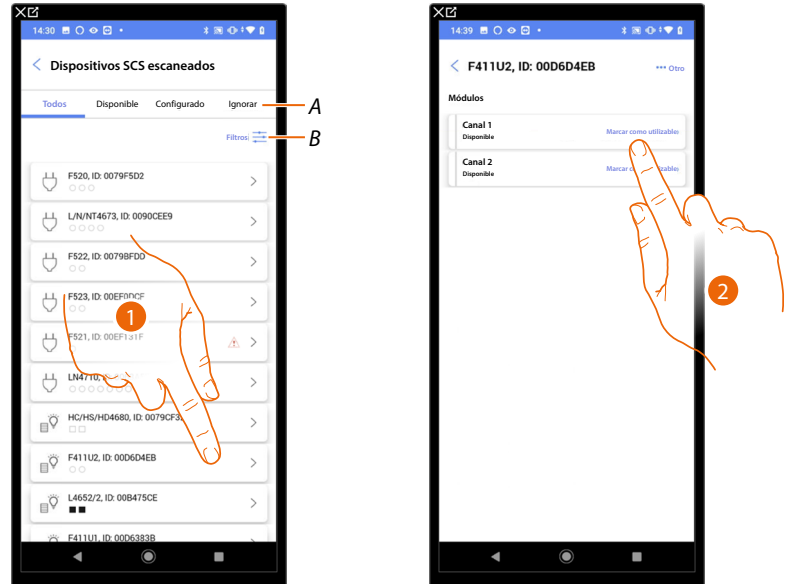 14:30
Dispositivos SCS escaneados
Todos Disponible Configurado Ignorar
A
Filtros
B
F520, ID: 0079F5D2
L/N/NT4673, ID: 0090CEE9
F522, ID: 0079BFDD
F523, ID: 00EF0DCF
F521, ID: 00EF131F
1
LN4710,
HC/HS/HD4680, ID: 0079CF3
F411U2, ID: 00D6D4EB
L4652/2, ID: 00B475CE
F411U1, ID: 00D6383B
14:39
F411U2, ID: 00D6D4EB
••• Otro
Módulos
Canal 1
Disponible
Marcar como utilizable
Canal 2
Disponible
Marcar
2